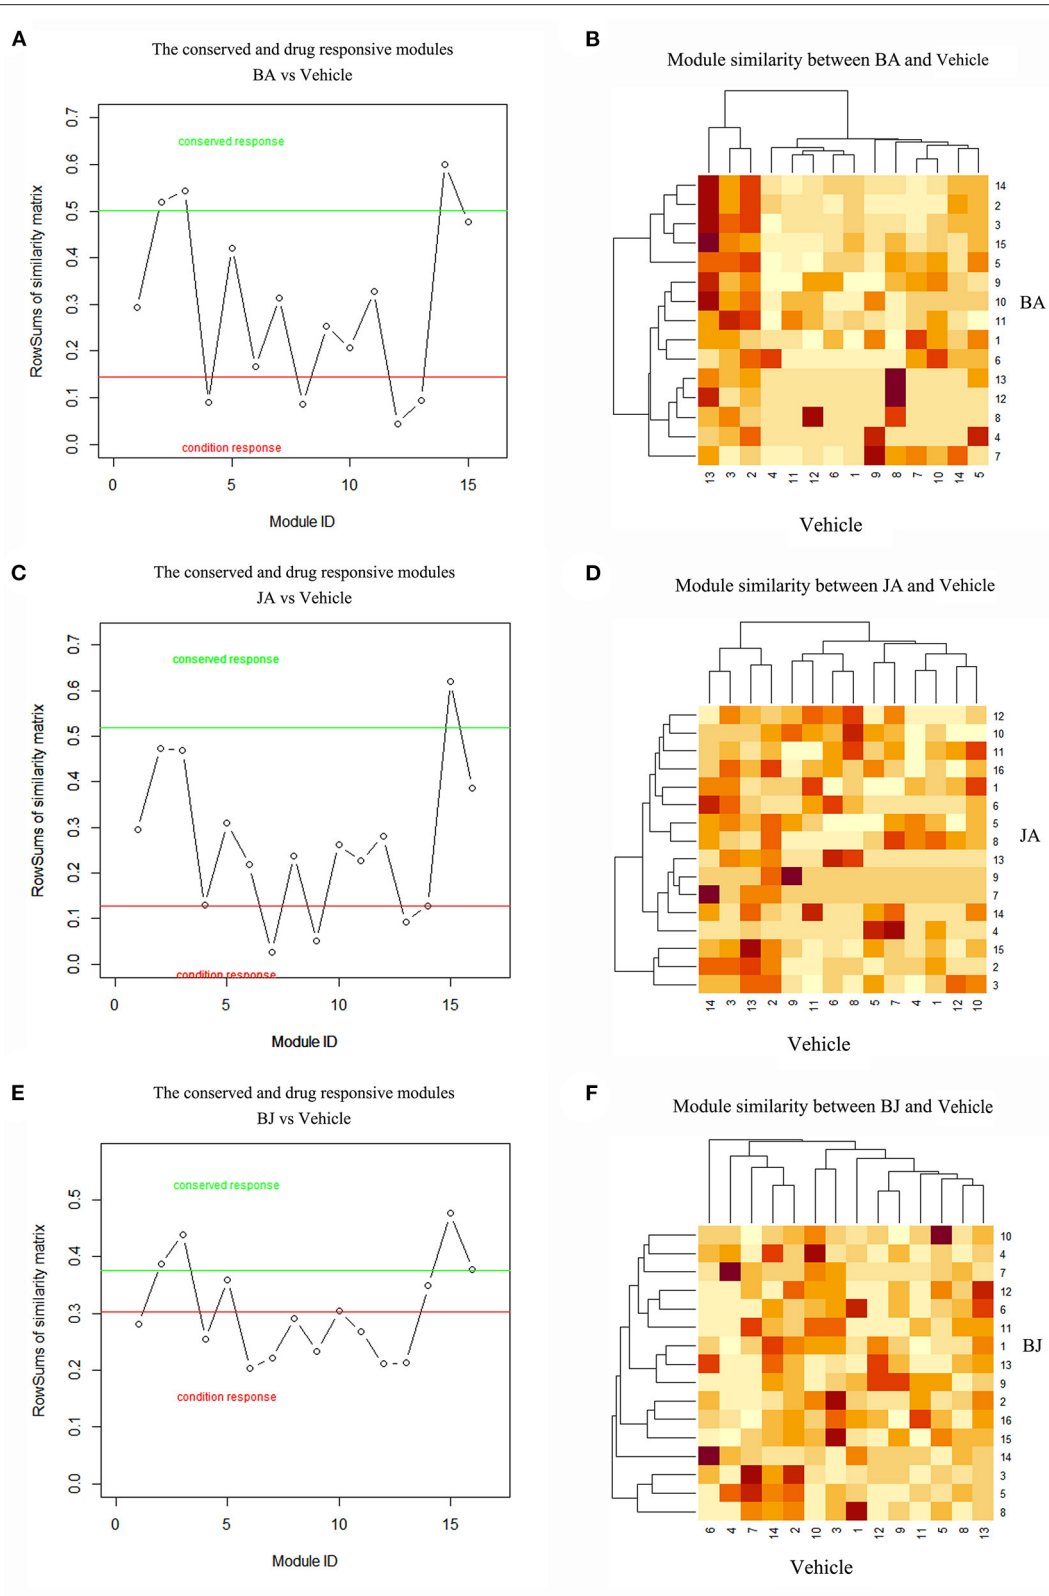 A
The conserved and drug responsive modules
BA vs Vehicle
RowSums of similarity matrix
0.7
0.6
0.5
0.4
0.3
0.2
0.1
0.0
conserved response
condition response
0 5 10 15
Module ID
B
Module similarity between BA and Vehicle
14
2
3
15
5
9
10
11
1
6
13
12
8
4
7
BA
13 3 2 4 11 12 6 1 9 8 7 10 14 5
Vehicle
C
The conserved and drug responsive modules
JA vs Vehicle
RowSums of similarity matrix
0.7
0.6
0.5
0.4
0.3
0.2
0.1
0.0
conserved response
condition response
0 5 10 15
Module ID
D
Module similarity between JA and Vehicle
12
10
11
16
1
6
5
8
13
9
7
14
4
15
2
3
JA
14 3 13 2 9 11 6 8 5 7 4 1 12 10
Vehicle
E
The conserved and drug responsive modules
BJ vs Vehicle
RowSums of similarity matrix
0.5
0.4
0.3
0.2
0.1
0.0
conserved response
condition response
0 5 10 15
Module ID
F
Module similarity between BJ and Vehicle
10
4
7
12
6
11
1
13
9
2
16
15
14
3
5
8
BJ
6 4 7 14 2 10 3 1 12 9 11 5 8 13
Vehicle